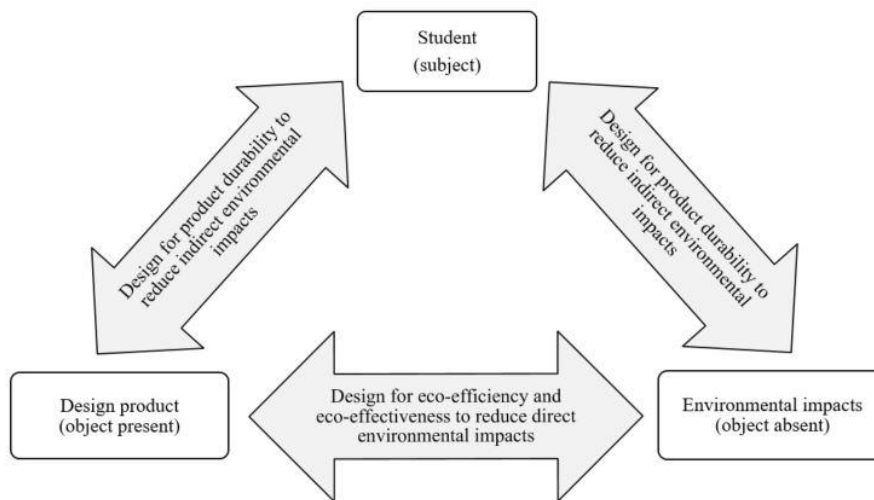 Student
(subject)
Design for product durability to
reduce indirect environmental
impacts
Design for product durability to
reduce indirect environmental
impacts
Design product
(object present)
Design for eco-efficiency and
eco-effectiveness to reduce direct
environmental impacts
Environmental impacts
(object absent)